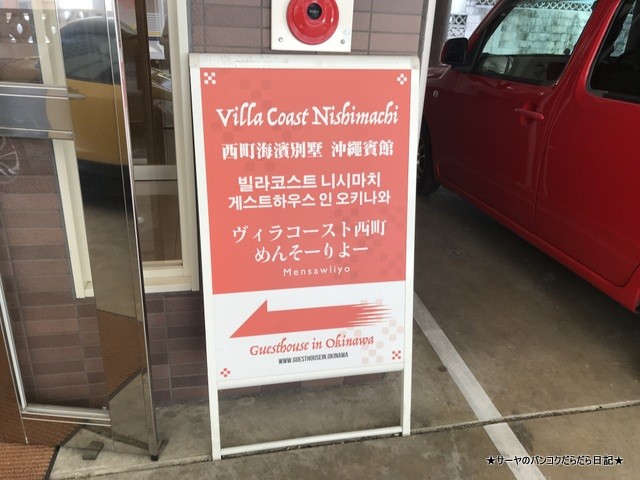 Villa Coast Nishimachi
西町海濱別墅 沖繩賓館
빌라코스트 니시마치
게스트하우스 인 오키나와
ヴィラコースト西町
めんそーりよー
Mensawliyo
Guesthouse in Okinawa
WWW.GUESTHOUSEIN.OKINAWA
★サーヤのバンコクだらだら日記★